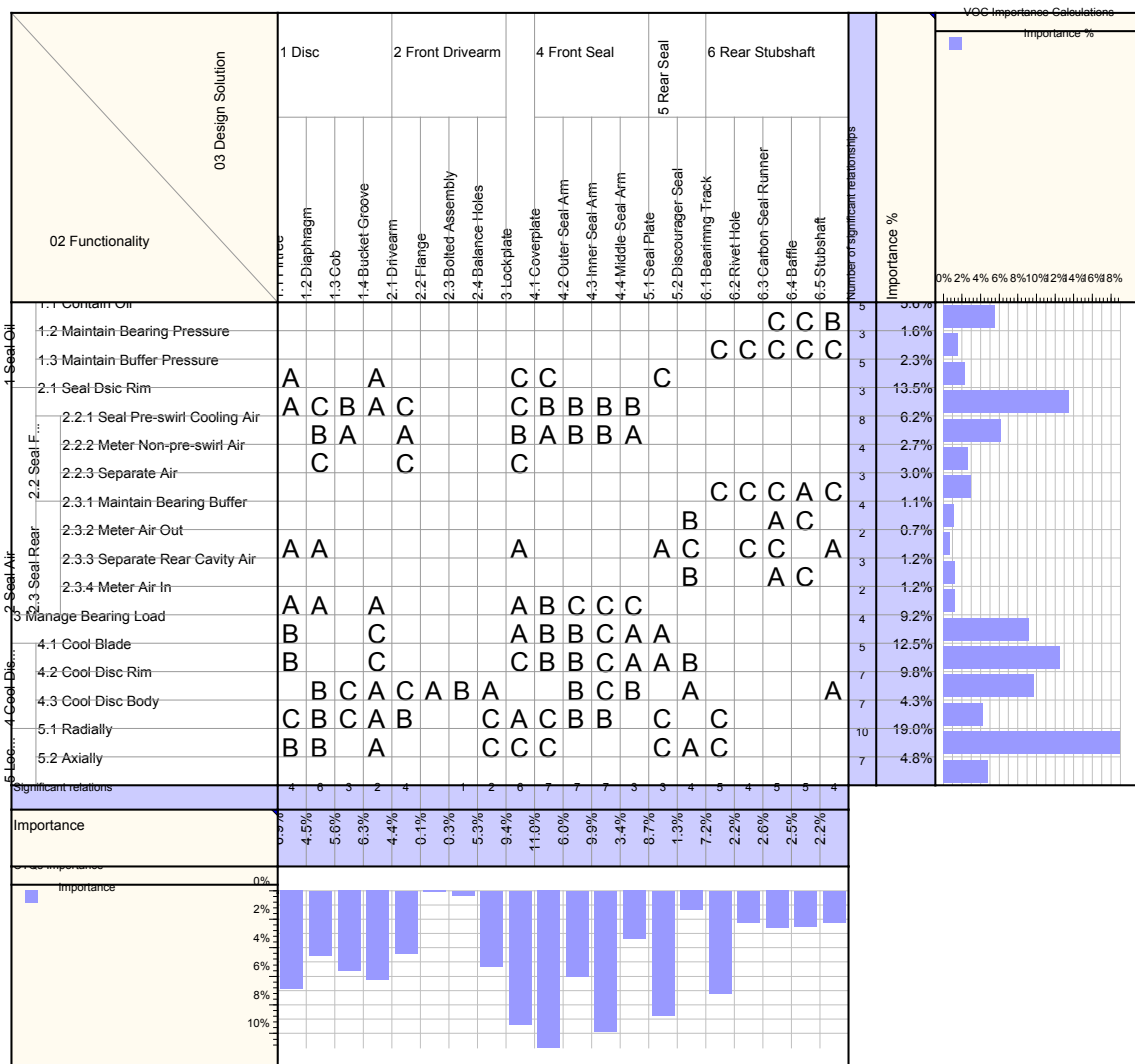 VOC Importance Calculations
Importance %
03 Design Solution
02 Functionality
1 Disc
2 Front Drivearm
4 Front Seal
5 Rear Seal
6 Rear Stubshaft
1.1 Firtree
1.2 Diaphragm
1.3 Cob
1.4 Bucket Groove
2.1 Drivearm
2.2 Flange
2.3 Bolted Assembly
2.4 Balance Holes
3 Lockplate
4.1 Coverplate
4.2 Outer Seal Arm
4.3 Inner Seal Arm
4.4 Middle Seal Arm
5.1 Seal Plate
5.2 Discourager Seal
6.1 Bearimng Track
6.2 Rivet Hole
6.3 Carbon Seal Runner
6.4 Baffle
6.5 Stubshaft
Number of significant relationships
Importance %
0% 2% 4% 6% 8% 10% 12% 14% 16% 18%
1 Seal Oil
2 Seal Air
2.2 Seal F...
2.3 Seal Rear
4 Cool Dis...
5 Loc...
1.1 Contain Oil 5 5.6%
C C B
1.2 Maintain Bearing Pressure 3 1.6%
C C C C C
1.3 Maintain Buffer Pressure 5 2.3%
A A C C C
2.1 Seal Dsic Rim 3 13.5%
A C B A C C B B B B
2.2.1 Seal Pre-swirl Cooling Air 8 6.2%
B A A B A B B A
2.2.2 Meter Non-pre-swirl Air 4 2.7%
C C C
2.2.3 Separate Air 3 3.0%
C C C A C
2.3.1 Maintain Bearing Buffer 4 1.1%
B A C
2.3.2 Meter Air Out 2 0.7%
A A A A C C C A
2.3.3 Separate Rear Cavity Air 3 1.2%
B A C
2.3.4 Meter Air In 2 1.2%
A A A A B C C C
3 Manage Bearing Load 4 9.2%
B C A B B C A A
4.1 Cool Blade 5 12.5%
B C C B B C A A B
4.2 Cool Disc Rim 7 9.8%
B C A C A B A B C B A A
4.3 Cool Disc Body 7 4.3%
C B C A B C A C B B C C
5.1 Radially 10 19.0%
B B A C C C C A C
5.2 Axially 7 4.8%
Significant relations 4 6 3 2 4 1 2 6 7 7 7 3 3 4 5 4 5 5 4
Importance
4.5% 5.6% 6.3% 4.4% 0.1% 0.3% 5.3% 9.4% 11.0% 6.0% 9.9% 3.4% 8.7% 1.3% 7.2% 2.2% 2.6% 2.5% 2.2%
Importance
0%
2%
4%
6%
8%
10%